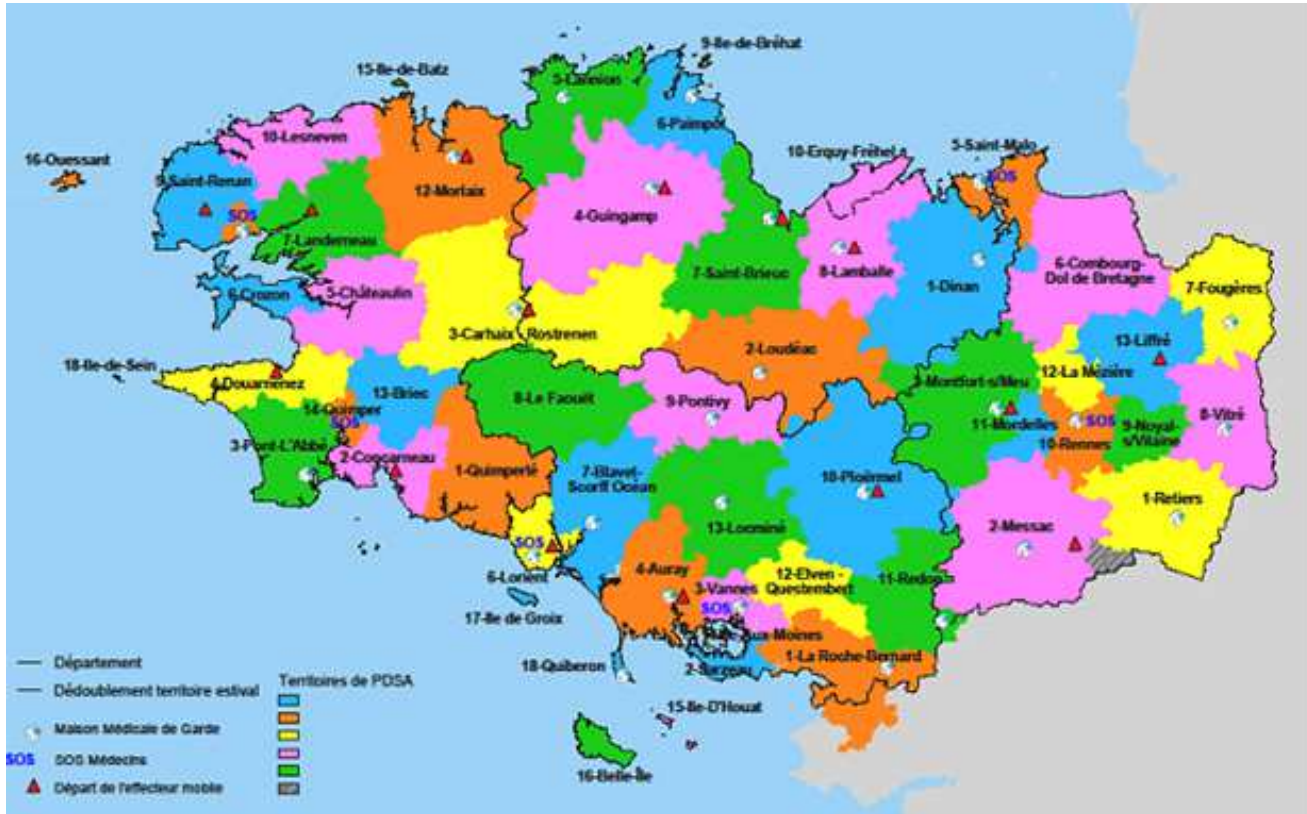 9-Ile-de-Bréhat
15-Ile-de-Batz
5-Lannion
6-Paimpol
10-Lesneven
16-Ouessant
10-Erquy-Fréhel
5-Saint-Malo
SOS
9-Saint-Renan
12-Morlaix
SOS
4-Guingamp
7-Landerneau
7-Saint-Brieuc
8-Lamballe
6-Combourg-
Dol de Bretagne
1-Dinan
7-Fougères
6-Crozon
5-Châteaulin
3-Carhaix
Rostrenen
13-Liffré
2-Loudéac
18-Ile-de-Sein
12-La Mézière
4-Douarnenez
13-Briec
3-Montfort-s/Meu
8-Le Faouët
9-Pontivy
14-Quimper
SOS
8-Vitré
11-Mordelles
SOS
9-Noyal-
s/Vilaine
3-Pont-L'Abbé
10-Rennes
2-Concarneau
1-Quimperlé
7-Blavet-
Scorff Océan
10-Ploërmel
1-Retiers
13-Locminé
2-Messac
SOS
6-Lorient
4-Auray
12-Elven -
Questembert
11-Redon
3-Vannes
SOS
17-Ile de Groix
Aux-Moines
1-La Roche-Bernard
18-Quiberon
2-Sarzeau
15-Ile-D'Houat
16-Belle-Île
Département
Dédoublement territoire estival
Maison Médicale de Garde
SOS SOS Médecins
Départ de l'effecteur mobile
Territoires de PDSA